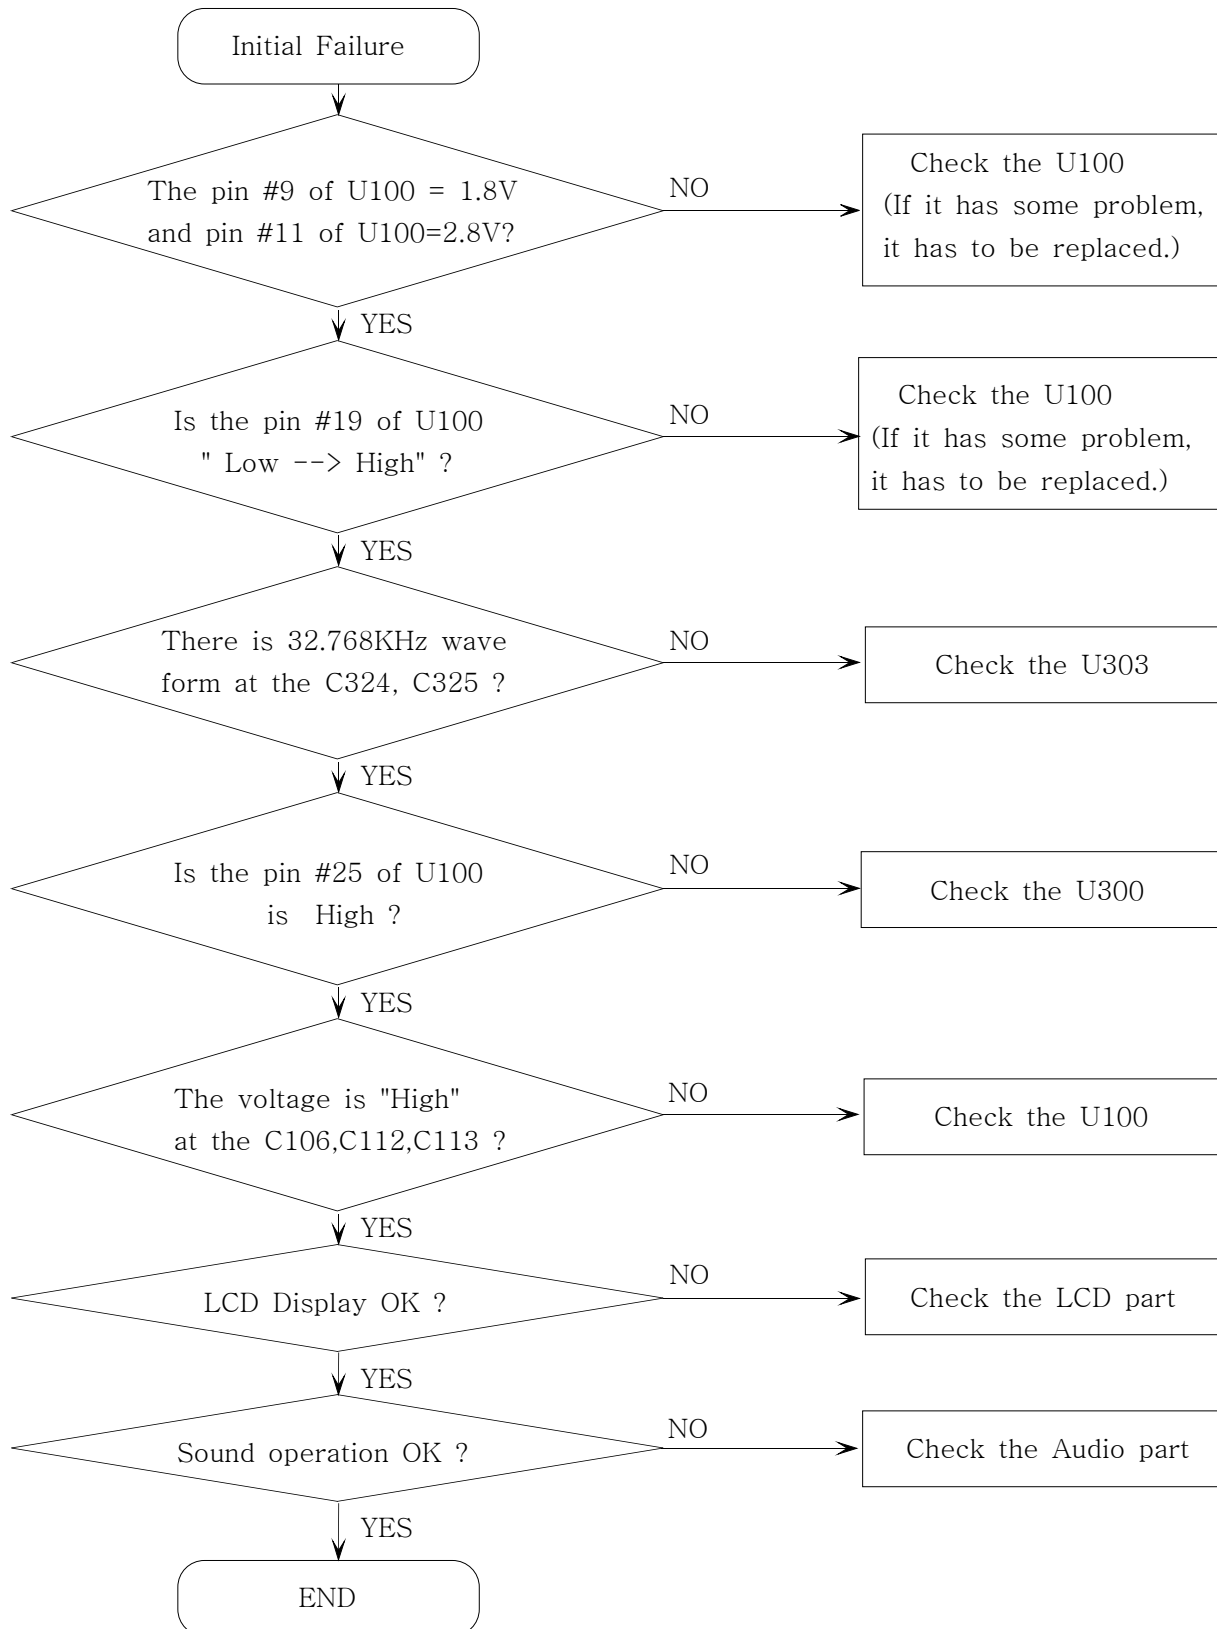 Initial Failure
The pin #9 of U100 = 1.8V
and pin #11 of U100=2.8V?
NO
Check the U100
(If it has some problem,
it has to be replaced.)
YES
Is the pin #19 of U100
" Low --> High" ?
NO
Check the U100
(If it has some problem,
it has to be replaced.)
YES
There is 32.768KHz wave
form at the C324, C325 ?
NO
Check the U303
YES
Is the pin #25 of U100
is High ?
NO
Check the U300
YES
The voltage is "High"
at the C106,C112,C113 ?
NO
Check the U100
YES
LCD Display OK ?
NO
Check the LCD part
YES
Sound operation OK ?
NO
Check the Audio part
YES
END